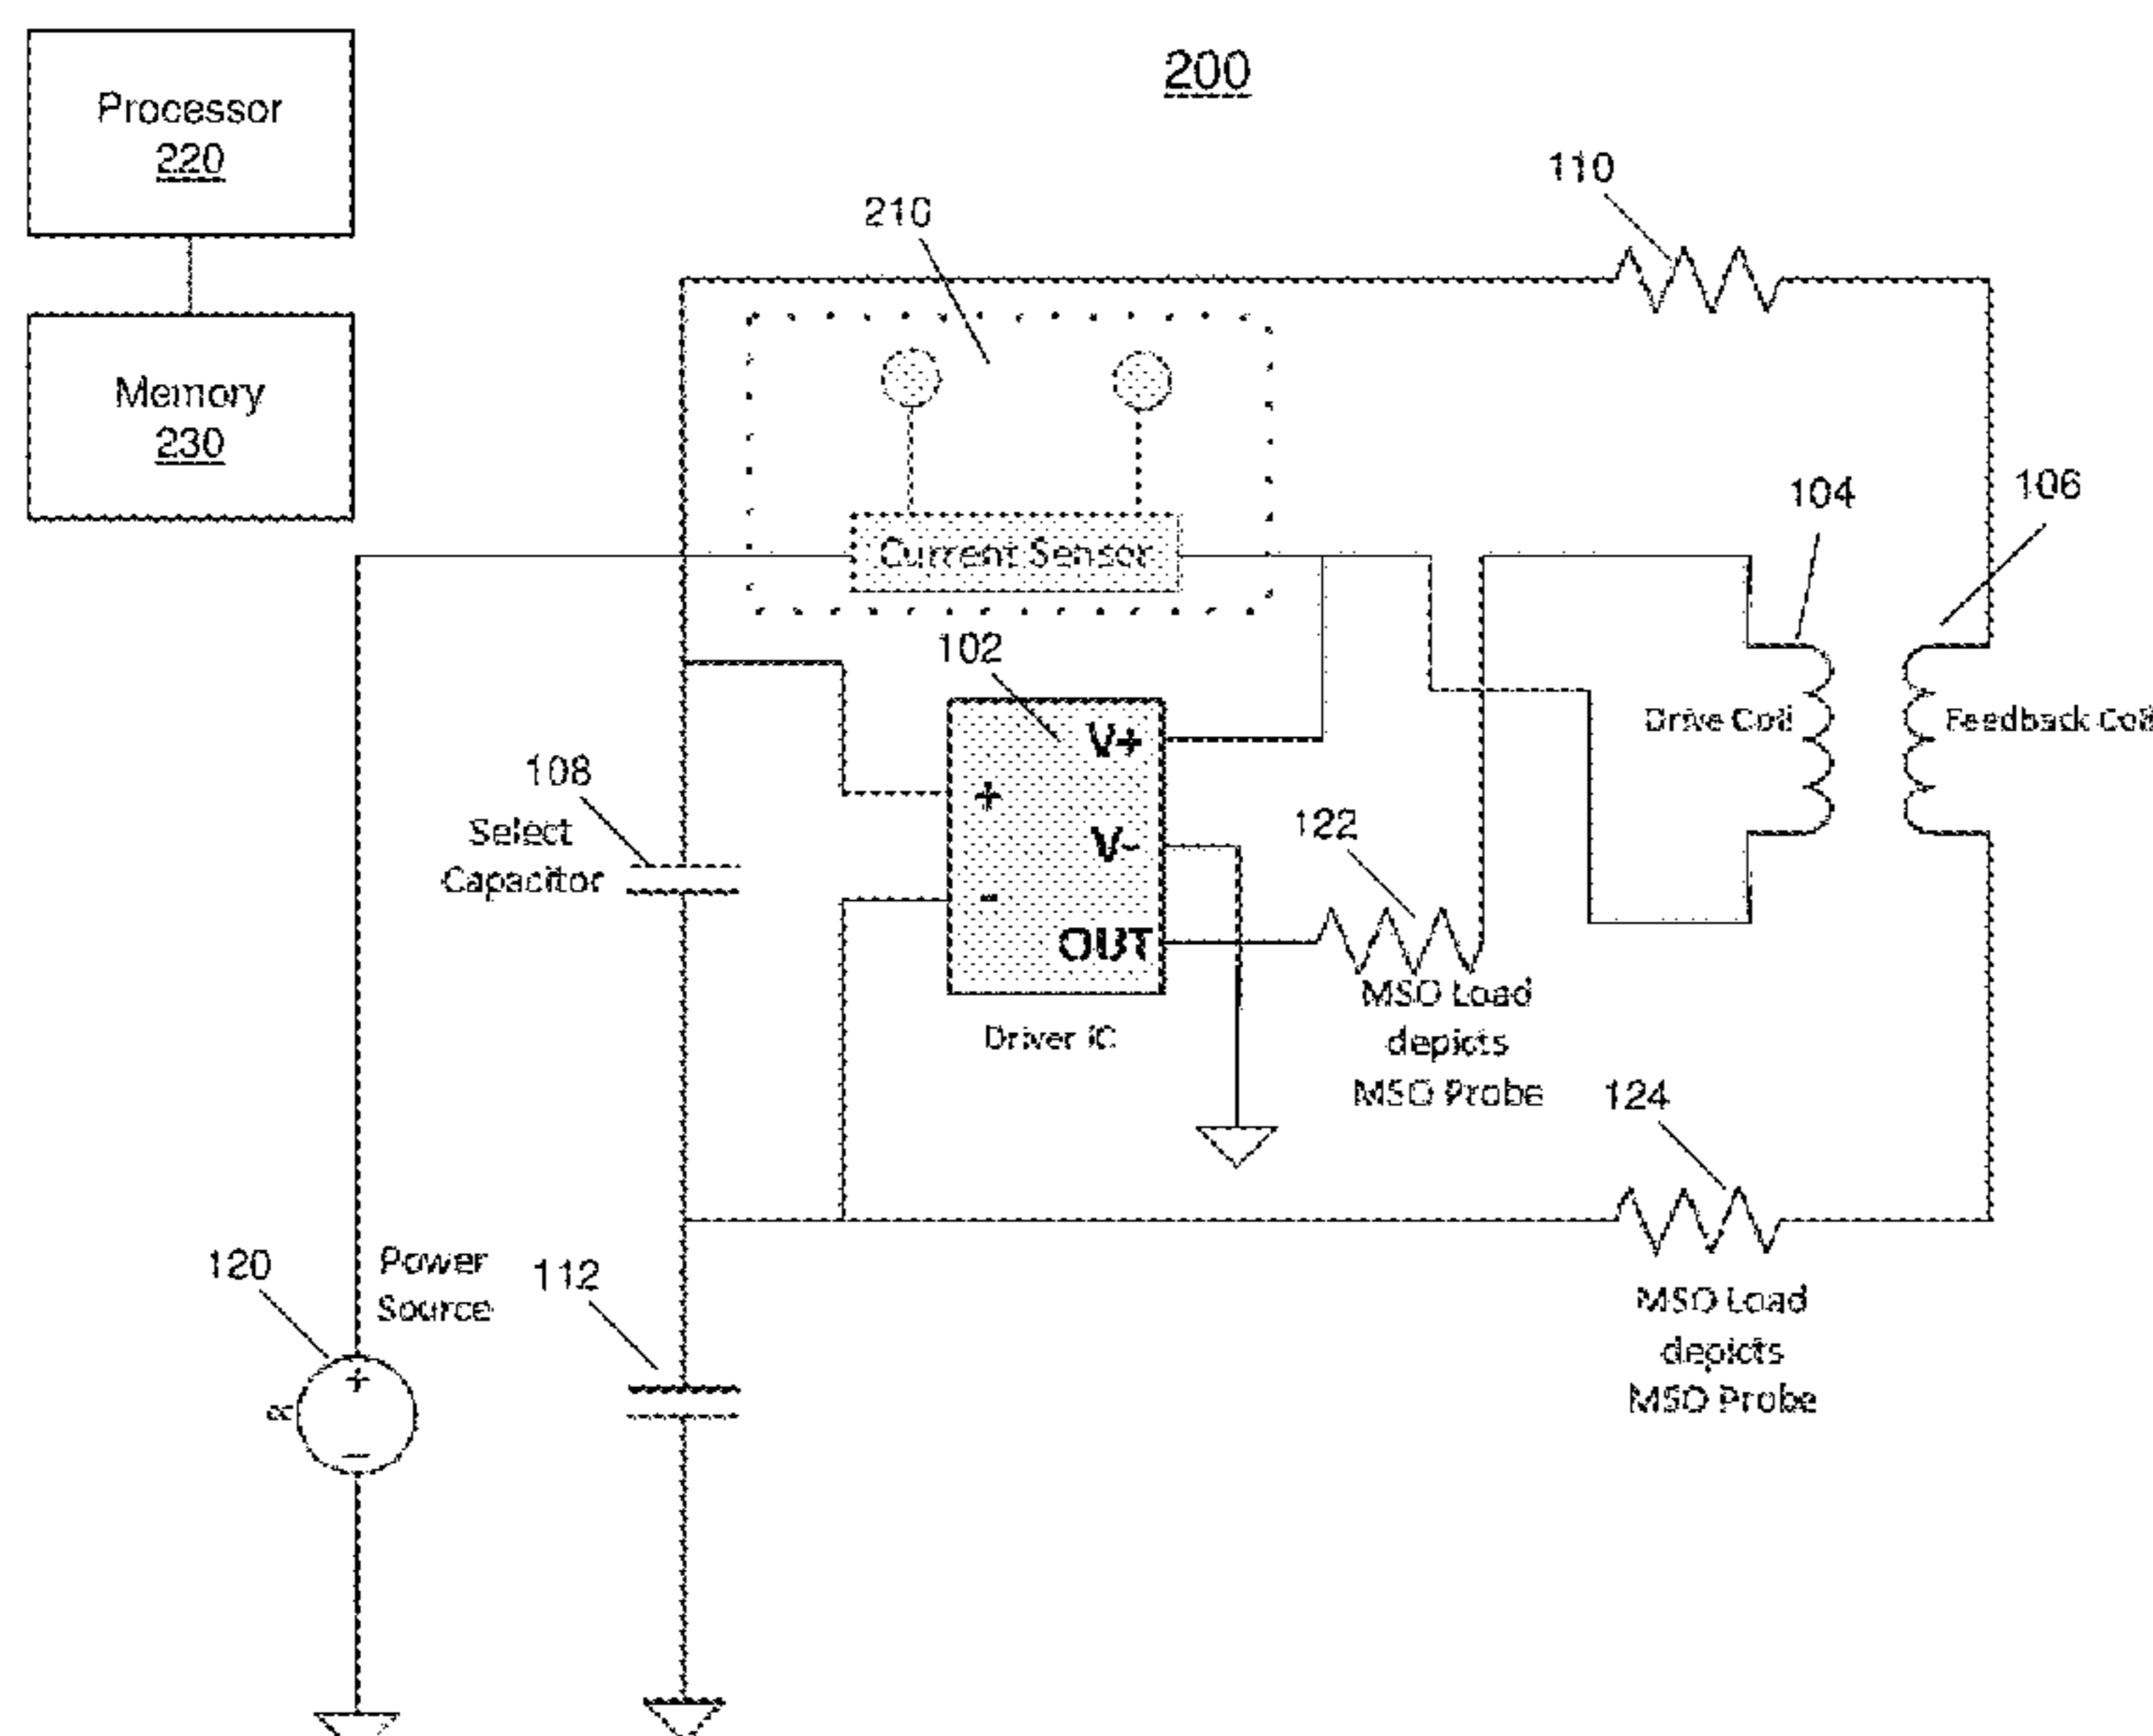 200
Processor
220
Memory
230
110
210
104
106
Current Sensor
102
V+
+
V-
-
OUT
Driver IC
Drive Coil
Feedback Coil
108
Select
Capacitor
122
MSO Load
depicts
MSO Probe
124
MSO Load
depicts
MSO Probe
120
Power
Source
112
+
−